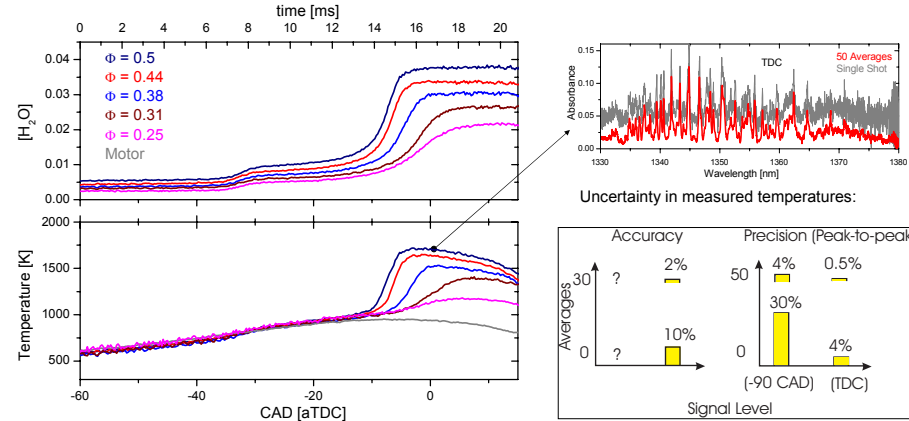 time [ms]
0 2 4 6 8 10 12 14 16 18 20
0.04
0.03
0.02
0.01
0.00
[H2O]
Φ = 0.5
Φ = 0.44
Φ = 0.38
Φ = 0.31
Φ = 0.25
Motor
2000
1750
1500
1250
1000
750
500
Temperature [K]
-60 -40 -20 0
CAD [aTDC]
0.15
0.10
0.05
0.00
Absorbance
TDC
50 Averages
Single Shot
1330 1340 1350 1360 1370 1380
Wavelength [nm]
Uncertainty in measured temperatures:
Accuracy
Precision (Peak-to-peak
Averages
30
? 2%
0
? 10%
50
4% 0.5%
30%
0
4%
(-90 CAD) (TDC)
Signal Level